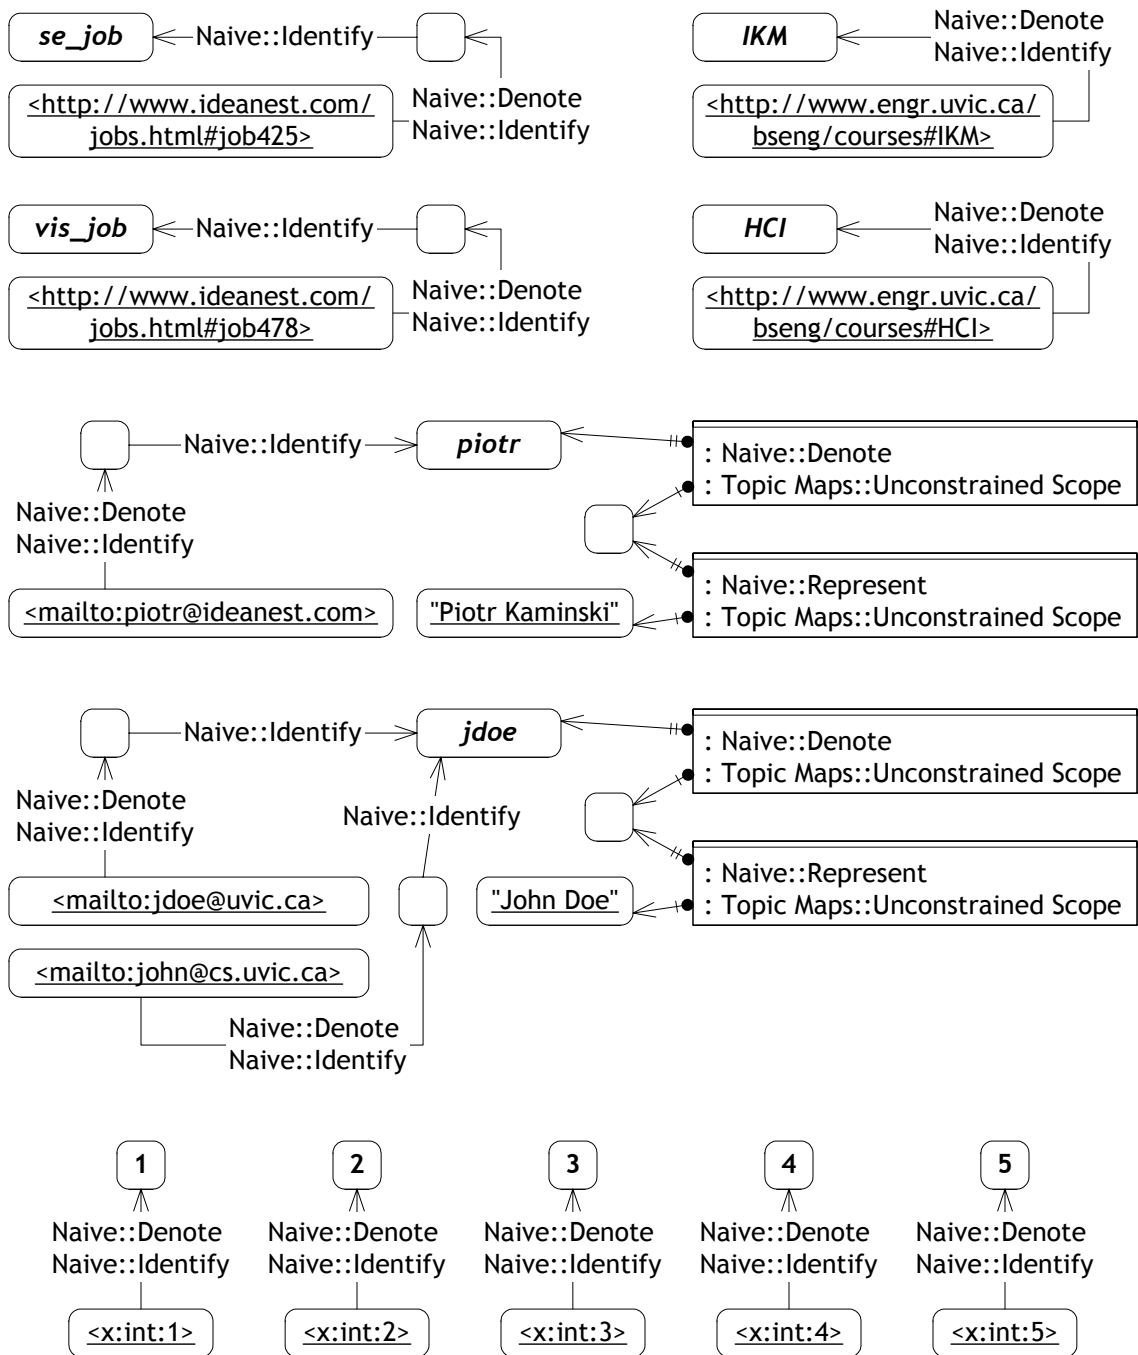 se_job
Naive::Identify
<http://www.ideanest.com/
jobs.html#job425>
Naive::Denote
Naive::Identify
IKM
Naive::Denote
Naive::Identify
<http://www.engr.uvic.ca/
bseng/courses#IKM>
vis_job
Naive::Identify
<http://www.ideanest.com/
jobs.html#job478>
Naive::Denote
Naive::Identify
HCI
Naive::Denote
Naive::Identify
<http://www.engr.uvic.ca/
bseng/courses#HCI>
Naive::Identify
piotr
: Naive::Denote
: Topic Maps::Unconstrained Scope
Naive::Denote
Naive::Identify
<mailto:piotr@ideanest.com>
"Piotr Kaminski"
: Naive::Represent
: Topic Maps::Unconstrained Scope
Naive::Identify
jdoe
: Naive::Denote
: Topic Maps::Unconstrained Scope
Naive::Denote
Naive::Identify
Naive::Identify
<mailto:jdoe@uvic.ca>
"John Doe"
: Naive::Represent
: Topic Maps::Unconstrained Scope
<mailto:john@cs.uvic.ca>
Naive::Denote
Naive::Identify
1
Naive::Denote
Naive::Identify
<x:int:1>
2
Naive::Denote
Naive::Identify
<x:int:2>
3
Naive::Denote
Naive::Identify
<x:int:3>
4
Naive::Denote
Naive::Identify
<x:int:4>
5
Naive::Denote
Naive::Identify
<x:int:5>